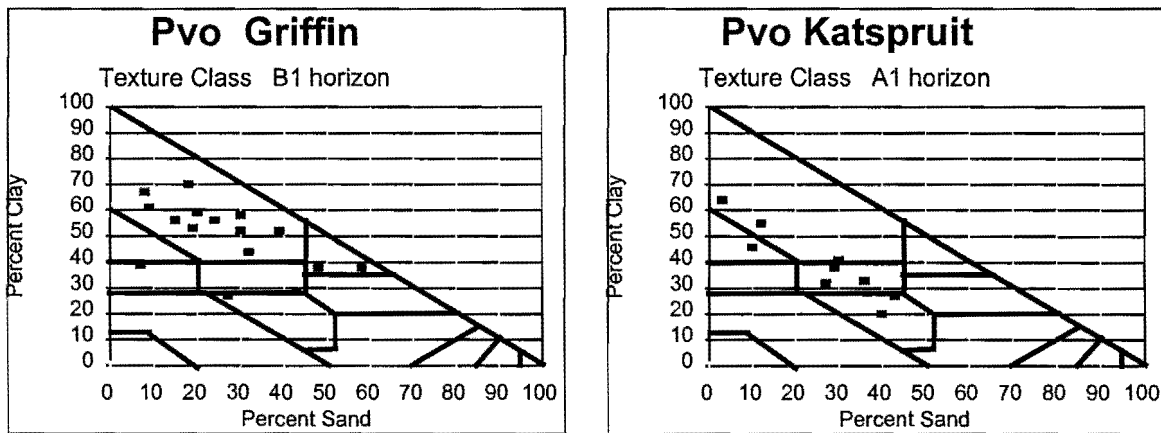 Pvo Griffin
Texture Class B1 horizon
100
90
80
70
60
50
40
30
20
10
0
Percent Clay
0 10 20 30 40 50 60 70 80 90 100
Percent Sand
Pvo Katspruit
Texture Class A1 horizon
100
90
80
70
60
50
40
30
20
10
0
Percent Clay
0 10 20 30 40 50 60 70 80 90 100
Percent Sand